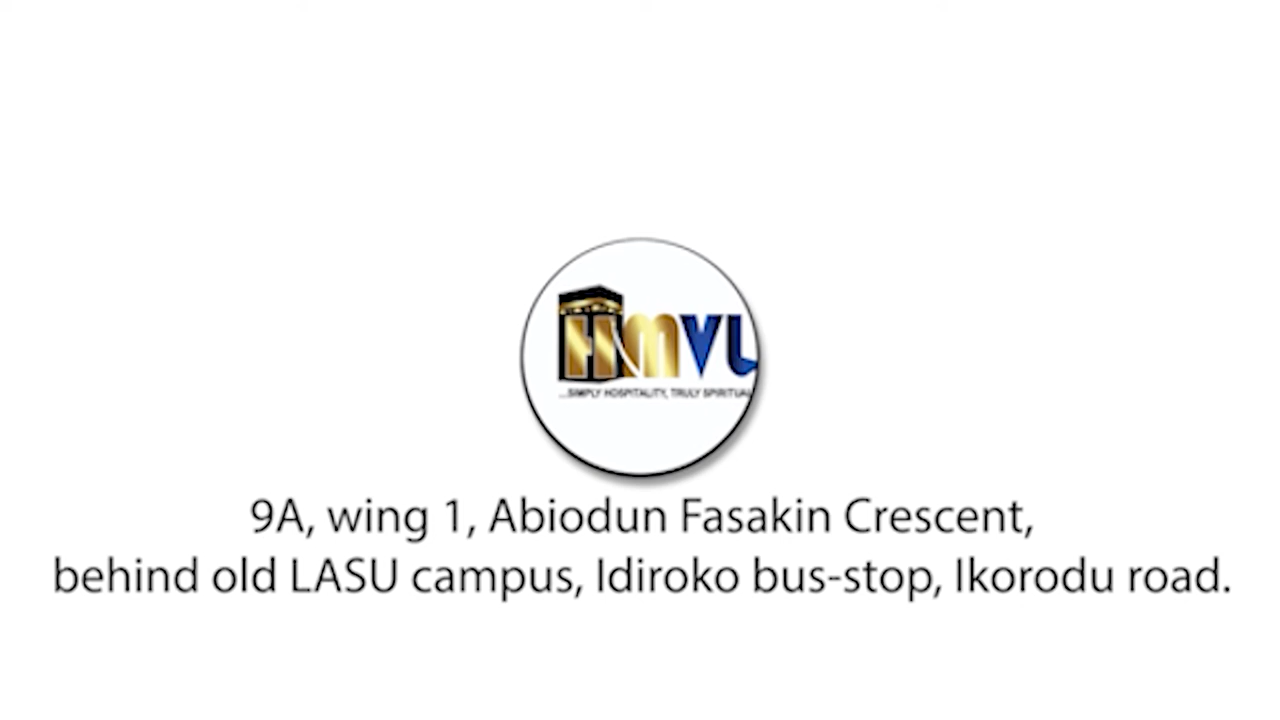 HMVL
...SIMPLY HOSPITALITY, TRULY SPIRITUAL
9A, wing 1, Abiodun Fasakin Crescent,
behind old LASU campus, Idiroko bus-stop, Ikorodu road.